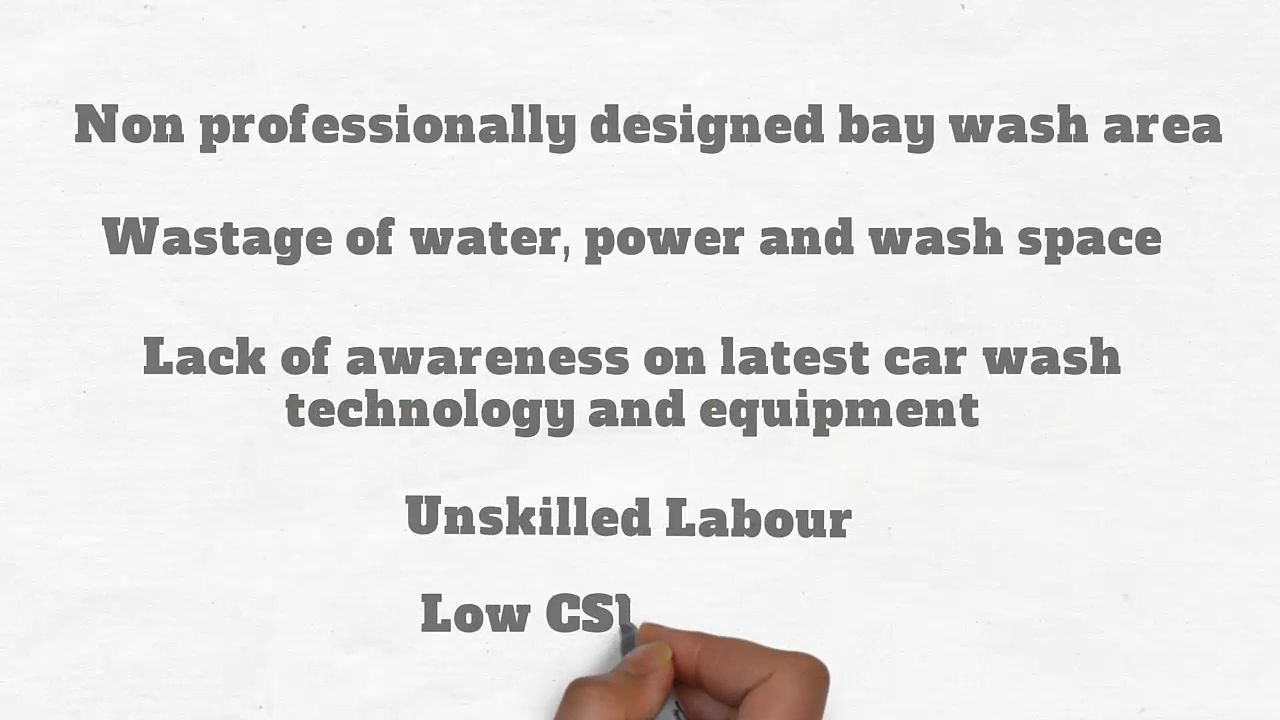 Non professionally designed bay wash area
Wastage of water, power and wash space
Lack of awareness on latest car wash
technology and equipment
Unskilled Labour
Low